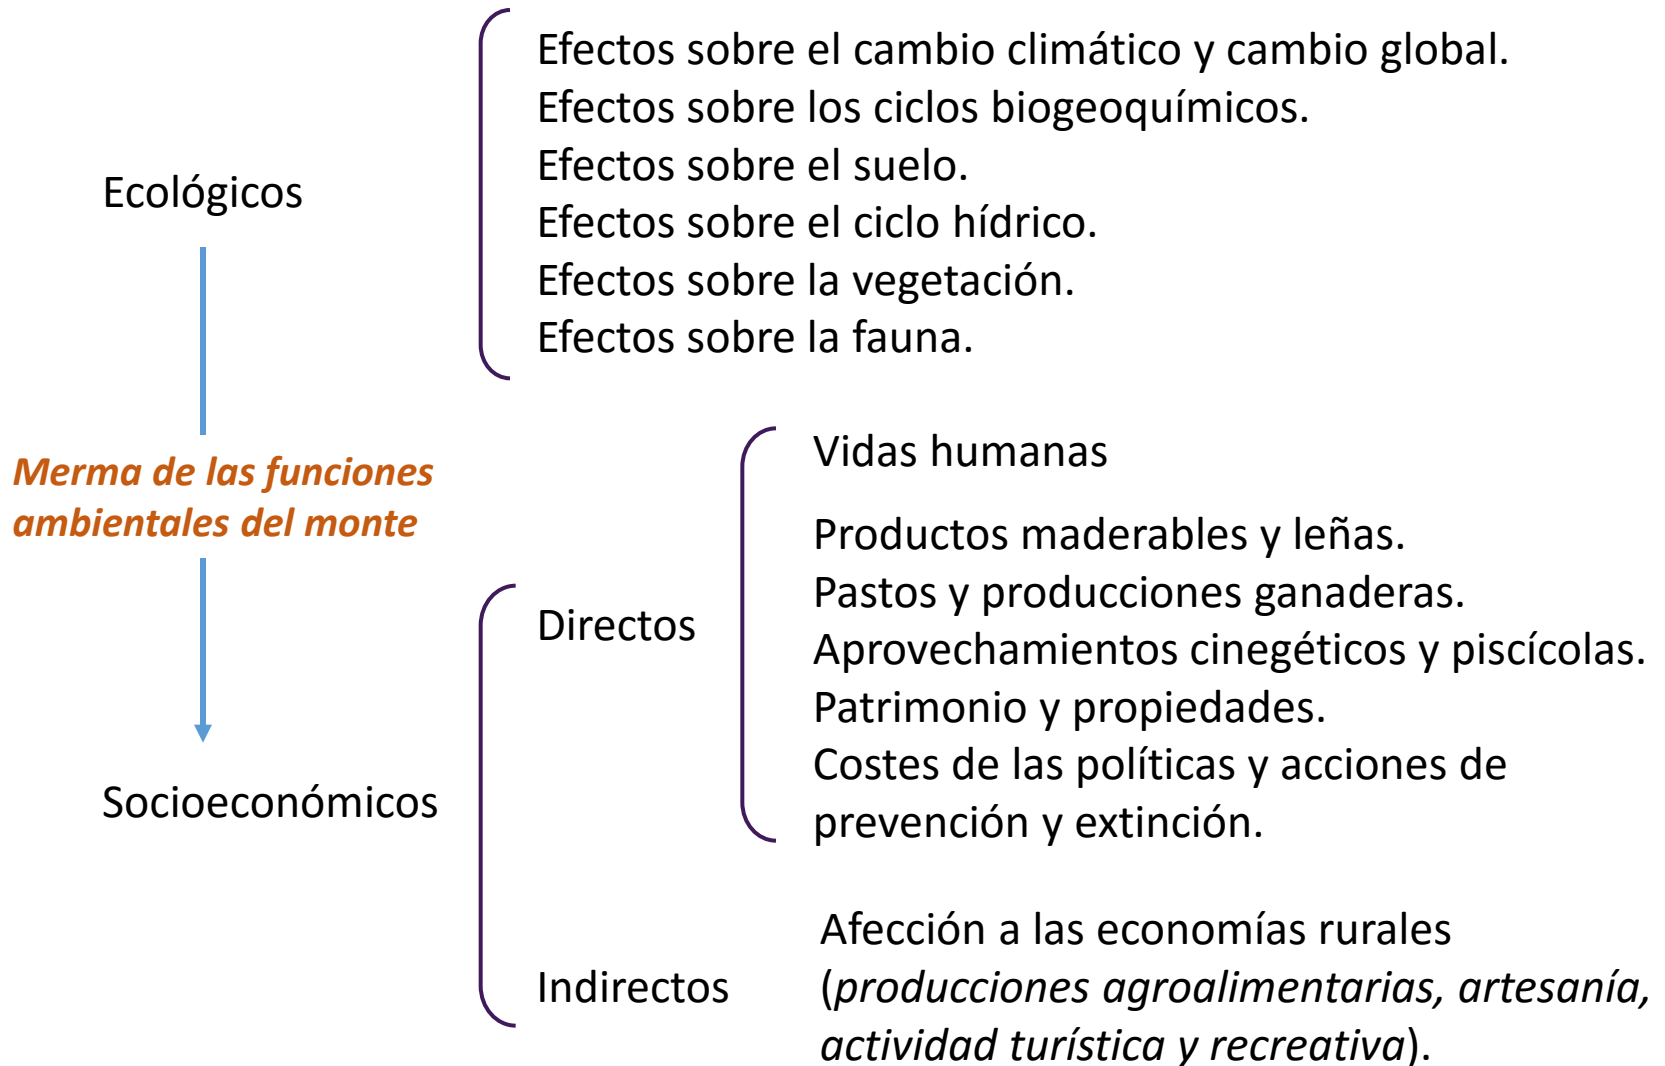 Ecológicos
Efectos sobre el cambio climático y cambio global.
Efectos sobre los ciclos biogeoquímicos.
Efectos sobre el suelo.
Efectos sobre el ciclo hídrico.
Efectos sobre la vegetación.
Efectos sobre la fauna.
Merma de las funciones
ambientales del monte
Socioeconómicos
Directos
Vidas humanas
Productos maderables y leñas.
Pastos y producciones ganaderas.
Aprovechamientos cinegéticos y piscícolas.
Patrimonio y propiedades.
Costes de las políticas y acciones de
prevención y extinción.
Indirectos
Afección a las economías rurales
(producciones agroalimentarias, artesanía,
actividad turística y recreativa).